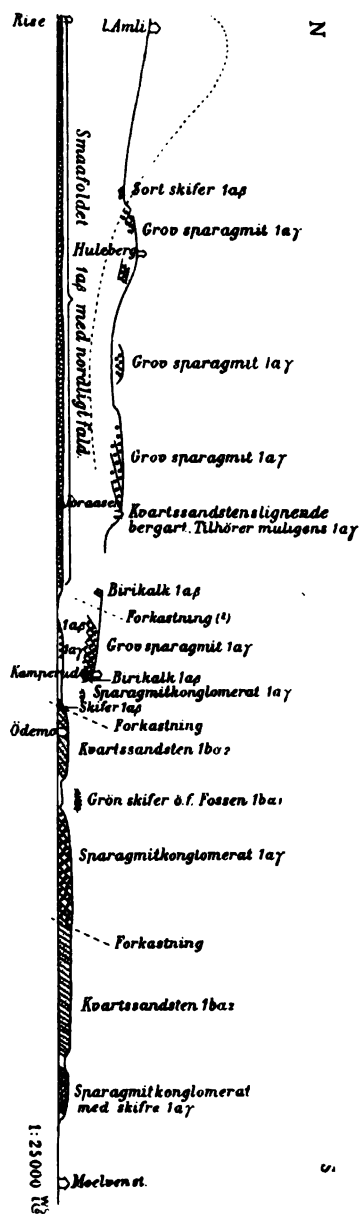 N
Rise
l. Amli
Sort skifer 1aβ
Grov sparagmit 1aγ
Huleberg
Smaafoldet 1aβ med nordligt fald.
Grov sparagmit 1aγ
Grov sparagmit 1aγ
Kvartssandstenslignende
bergart. Tilhörer muligens 1aγ
Birikalk 1aβ
Forkastning (?)
1aβ
Grov sparagmit 1aγ
1aγ
Birikalk 1aβ
Sparagmitkonglomerat 1aγ
Skifer 1aβ
Forkastning
Ödemo
Kvartssandsten 1bα2
Grön skifer ö.f. Fossen 1bα1
Sparagmitkonglomerat 1aγ
Forkastning
Kvartssandsten 1bα2
Sparagmitkonglomerat
med skifre 1aγ
1:25000
S
Moelven st.